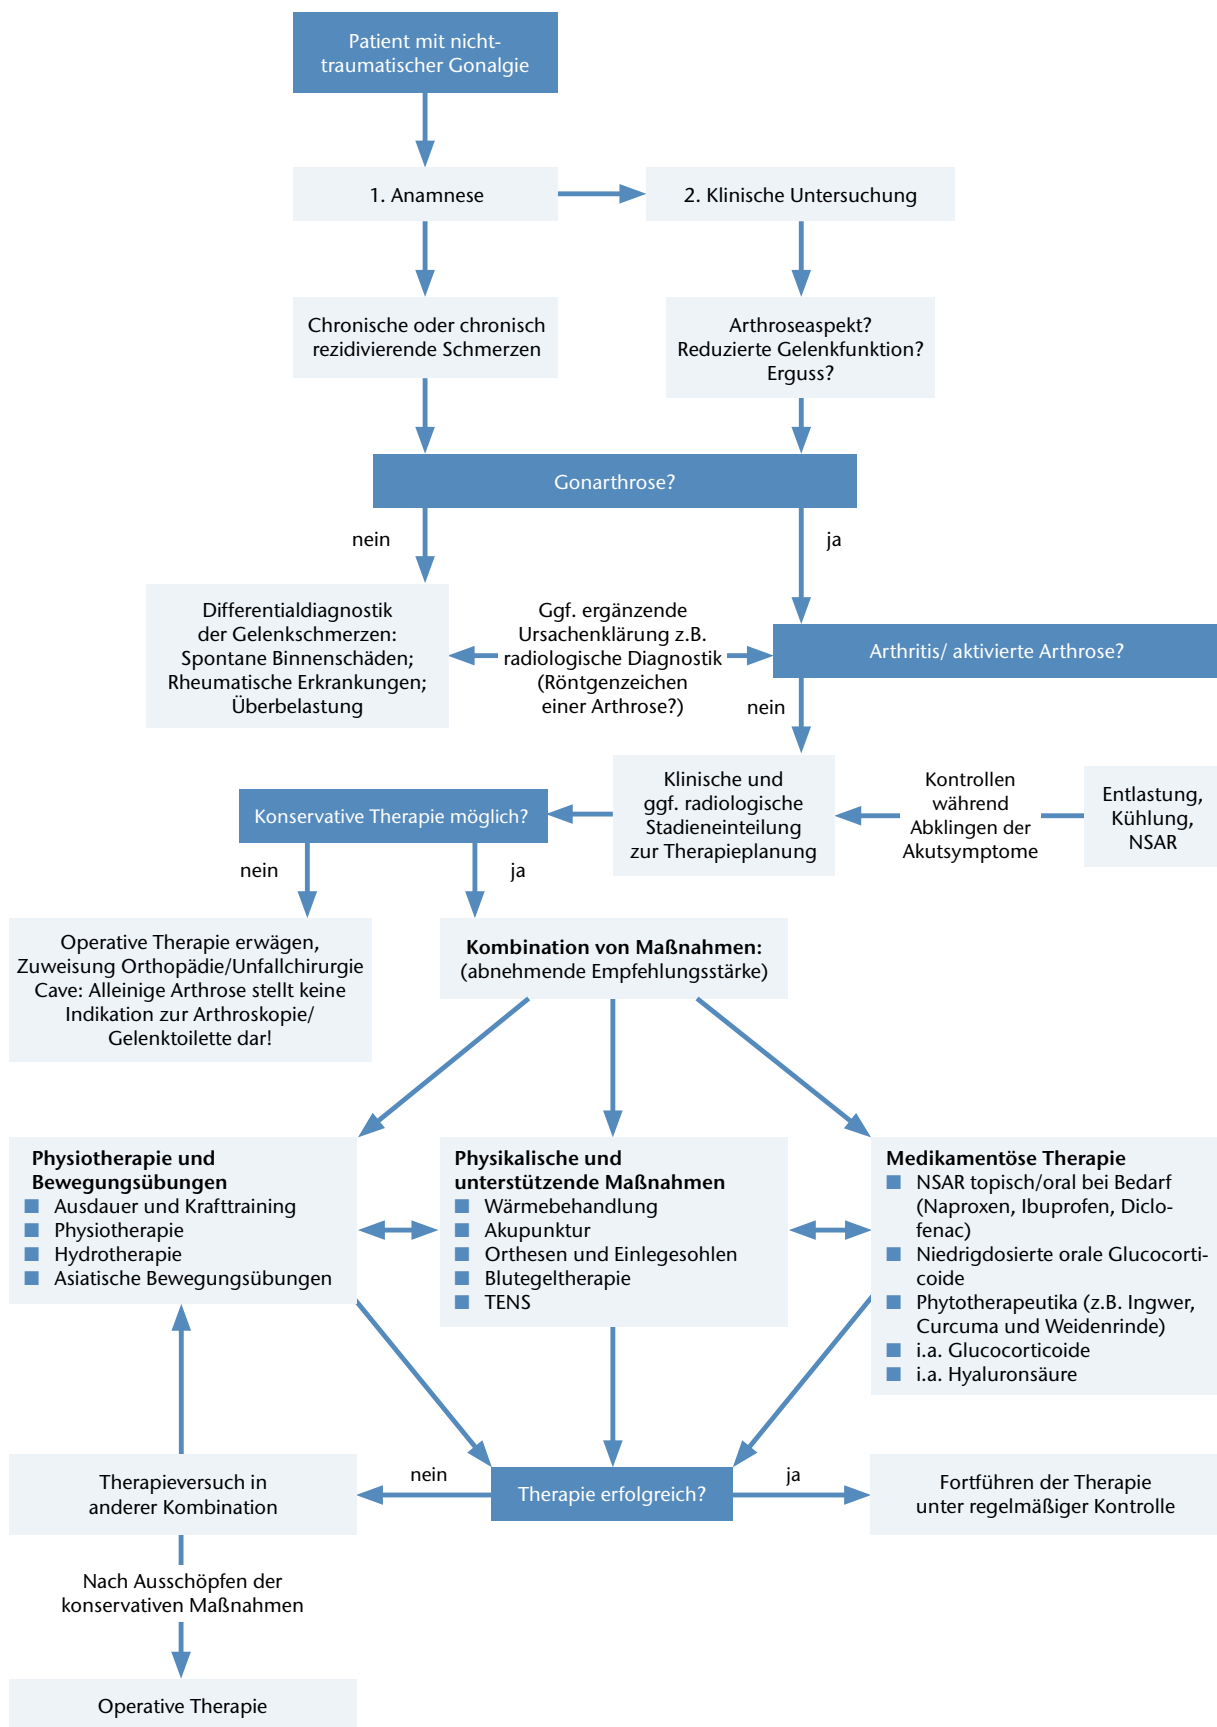 Patient mit nicht-
traumatischer Gonalgie
1. Anamnese
2. Klinische Untersuchung
Chronische oder chronisch
rezidivierende Schmerzen
Arthroseaspekt?
Reduzierte Gelenkfunktion?
Erguss?
Gonarthrose?
nein
ja
Differentialdiagnostik
der Gelenkschmerzen:
Spontane Binnenschäden;
Rheumatische Erkrankungen;
Überbelastung
Ggf. ergänzende
Ursachenklärung z.B.
radiologische Diagnostik
(Röntgenzeichen
einer Arthrose?)
Arthritis/ aktivierte Arthrose?
nein
Klinische und
ggf. radiologische
Stadieneinteilung
zur Therapieplanung
Kontrollen
während
Abklingen der
Akutsymptome
Entlastung,
Kühlung,
NSAR
Konservative Therapie möglich?
nein
ja
Operative Therapie erwägen,
Zuweisung Orthopädie/Unfallchirurgie
Cave: Alleinige Arthrose stellt keine
Indikation zur Arthroskopie/
Gelenktoilette dar!
Kombination von Maßnahmen:
(abnehmende Empfehlungsstärke)
Physiotherapie und
Bewegungsübungen
■ Ausdauer und Krafttraining
■ Physiotherapie
■ Hydrotherapie
■ Asiatische Bewegungsübungen
Physikalische und
unterstützende Maßnahmen
■ Wärmebehandlung
■ Akupunktur
■ Orthesen und Einlegesohlen
■ Blutegeltherapie
■ TENS
Medikamentöse Therapie
■ NSAR topisch/oral bei Bedarf
(Naproxen, Ibuprofen, Diclo-
fenac)
■ Niedrigdosierte orale Glucocorti-
coide
■ Phytotherapeutika (z.B. Ingwer,
Curcuma und Weidenrinde)
■ i.a. Glucocorticoide
■ i.a. Hyaluronsäure
Therapieversuch in
anderer Kombination
nein
Therapie erfolgreich?
ja
Fortführen der Therapie
unter regelmäßiger Kontrolle
Nach Ausschöpfen der
konservativen Maßnahmen
Operative Therapie